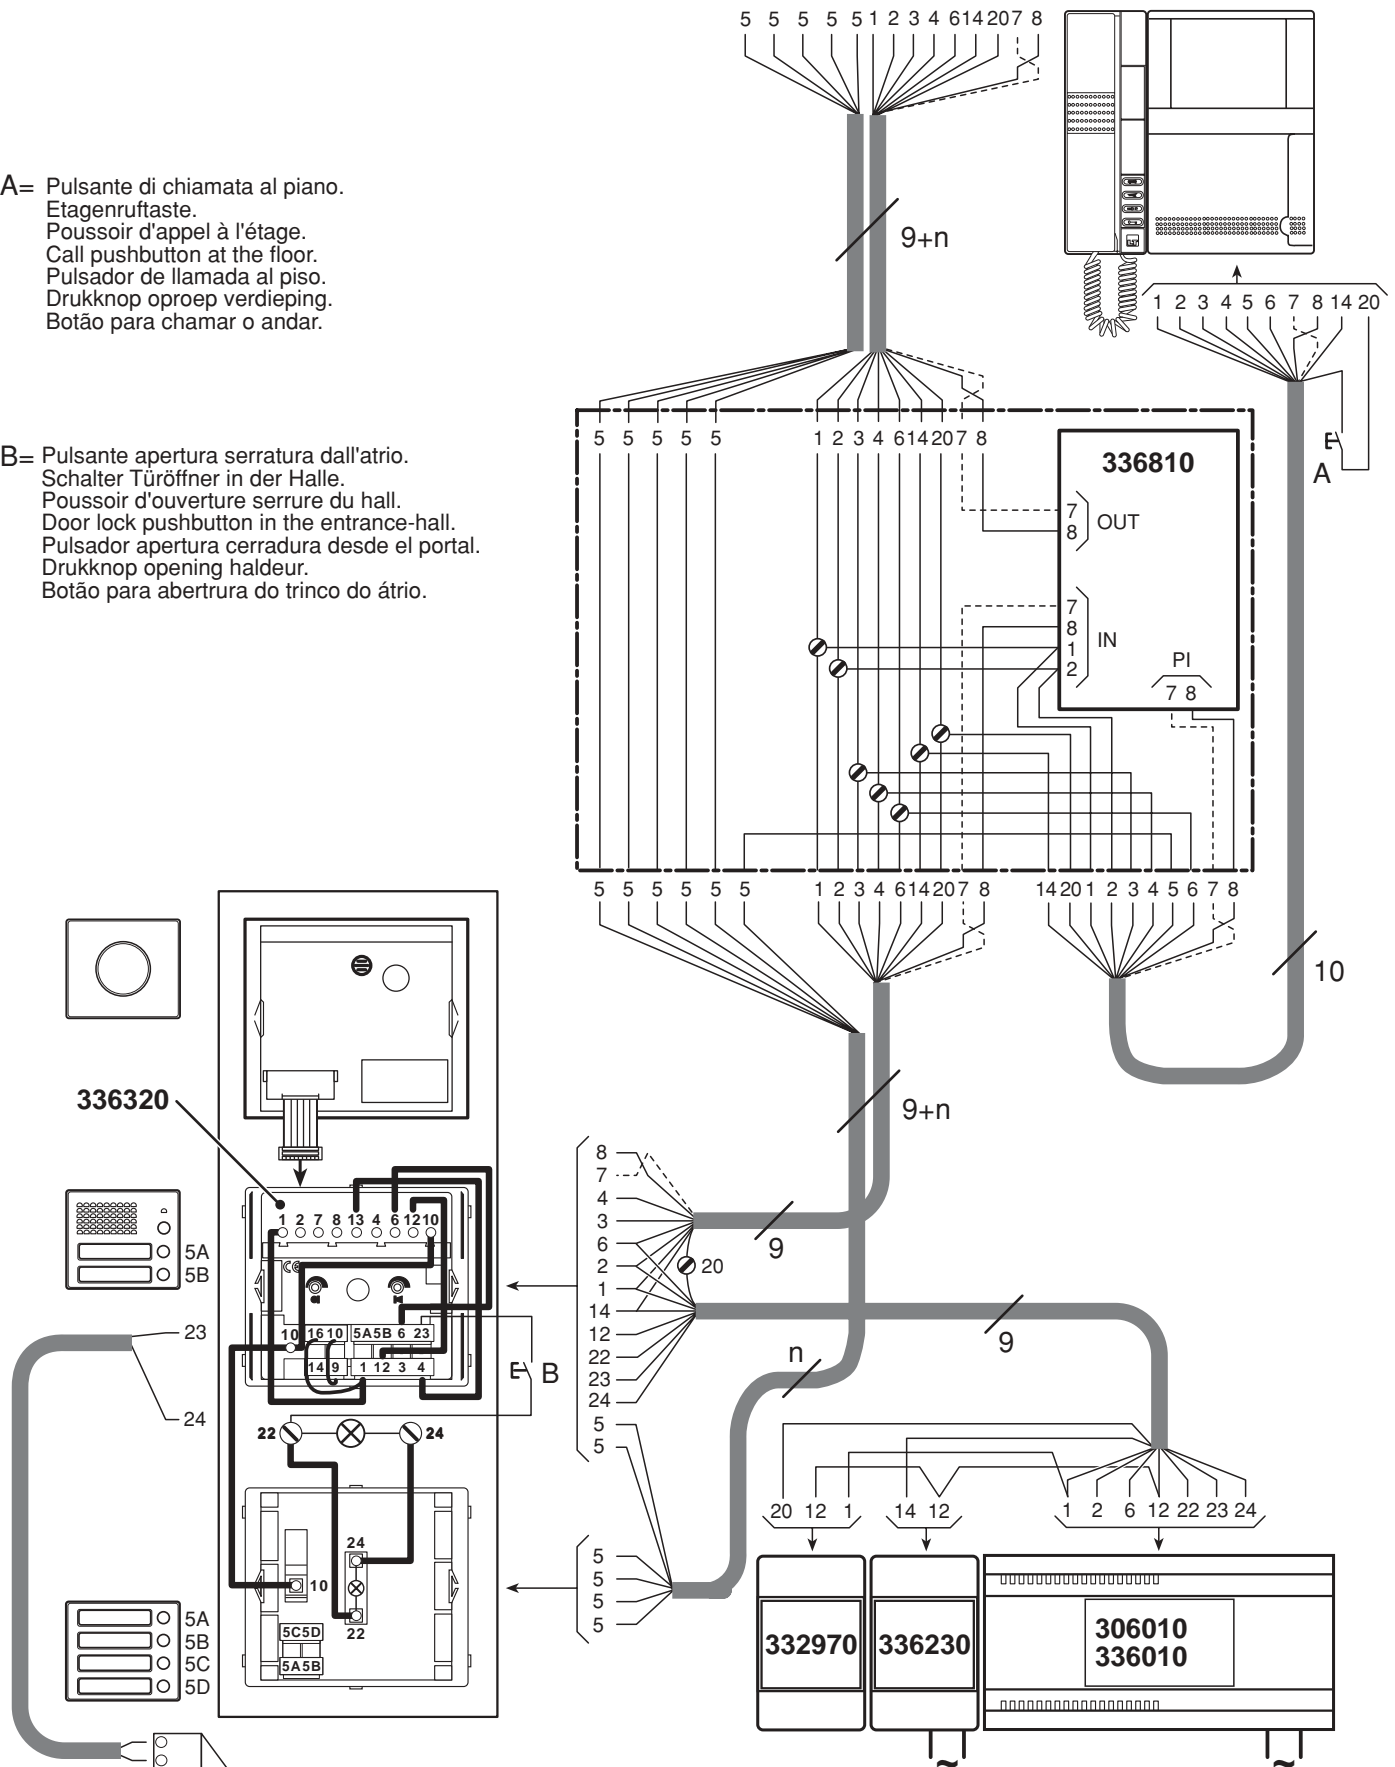 5 5 5 5 5 1 2 3 4 6 14 20 7 8
9+n
A= Pulsante di chiamata al piano.
Etagenruftaste.
Poussoir d'appel à l'étage.
Call pushbutton at the floor.
Pulsador de llamada al piso.
Drukknop oproep verdieping.
Botão para chamar o andar.
1 2 3 4 5 6 7 8 14 20
A
B= Pulsante apertura serratura dall'atrio.
Schalter Türöffner in der Halle.
Poussoir d'ouverture serrure du hall.
Door lock pushbutton in the entrance-hall.
Pulsador apertura cerradura desde el portal.
Drukknop opening haldeur.
Botão para abertrura do trinco do átrio.
5 5 5 5 5 1 2 3 4 6 14 20 7 8
336810
7
8
OUT
7
8
1
2
IN
PI
7 8
5 5 5 5 5 5 1 2 3 4 6 14 20 7 8 14 20 1 2 3 4 5 6 7 8
10
9+n
336320
1 2 7 8 13 4 6 12 10
5A
5B
10 16 10 5A 5B 6 23
14 9 1 12 3 4
23
24
B
22 24
24
10
22
5C 5D
5A 5B
5A
5B
5C
5D
8
7
4
3
6
2
1
14
12
22
23
24
5
5
9
20
9
n
5
5
5
5
20 12 1 14 12 1 2 6 12 22 23 24
332970
336230
306010
336010
~ ~